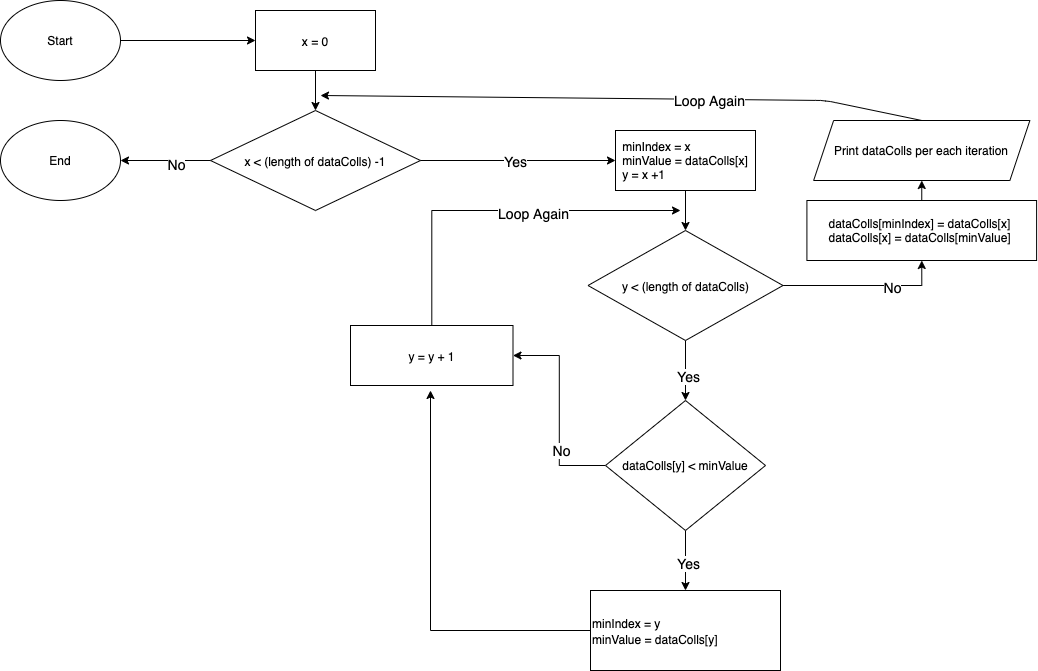 Start
x = 0
Loop Again
Print dataColls per each iteration
End
No
x < (length of dataColls) -1
Yes
minIndex = x
minValue = dataColls[x]
y = x +1
Loop Again
dataColls[minIndex] = dataColls[x]
dataColls[x] = dataColls[minValue]
y < (length of dataColls)
No
y = y + 1
Yes
No
dataColls[y] < minValue
Yes
minIndex = y
minValue = dataColls[y]